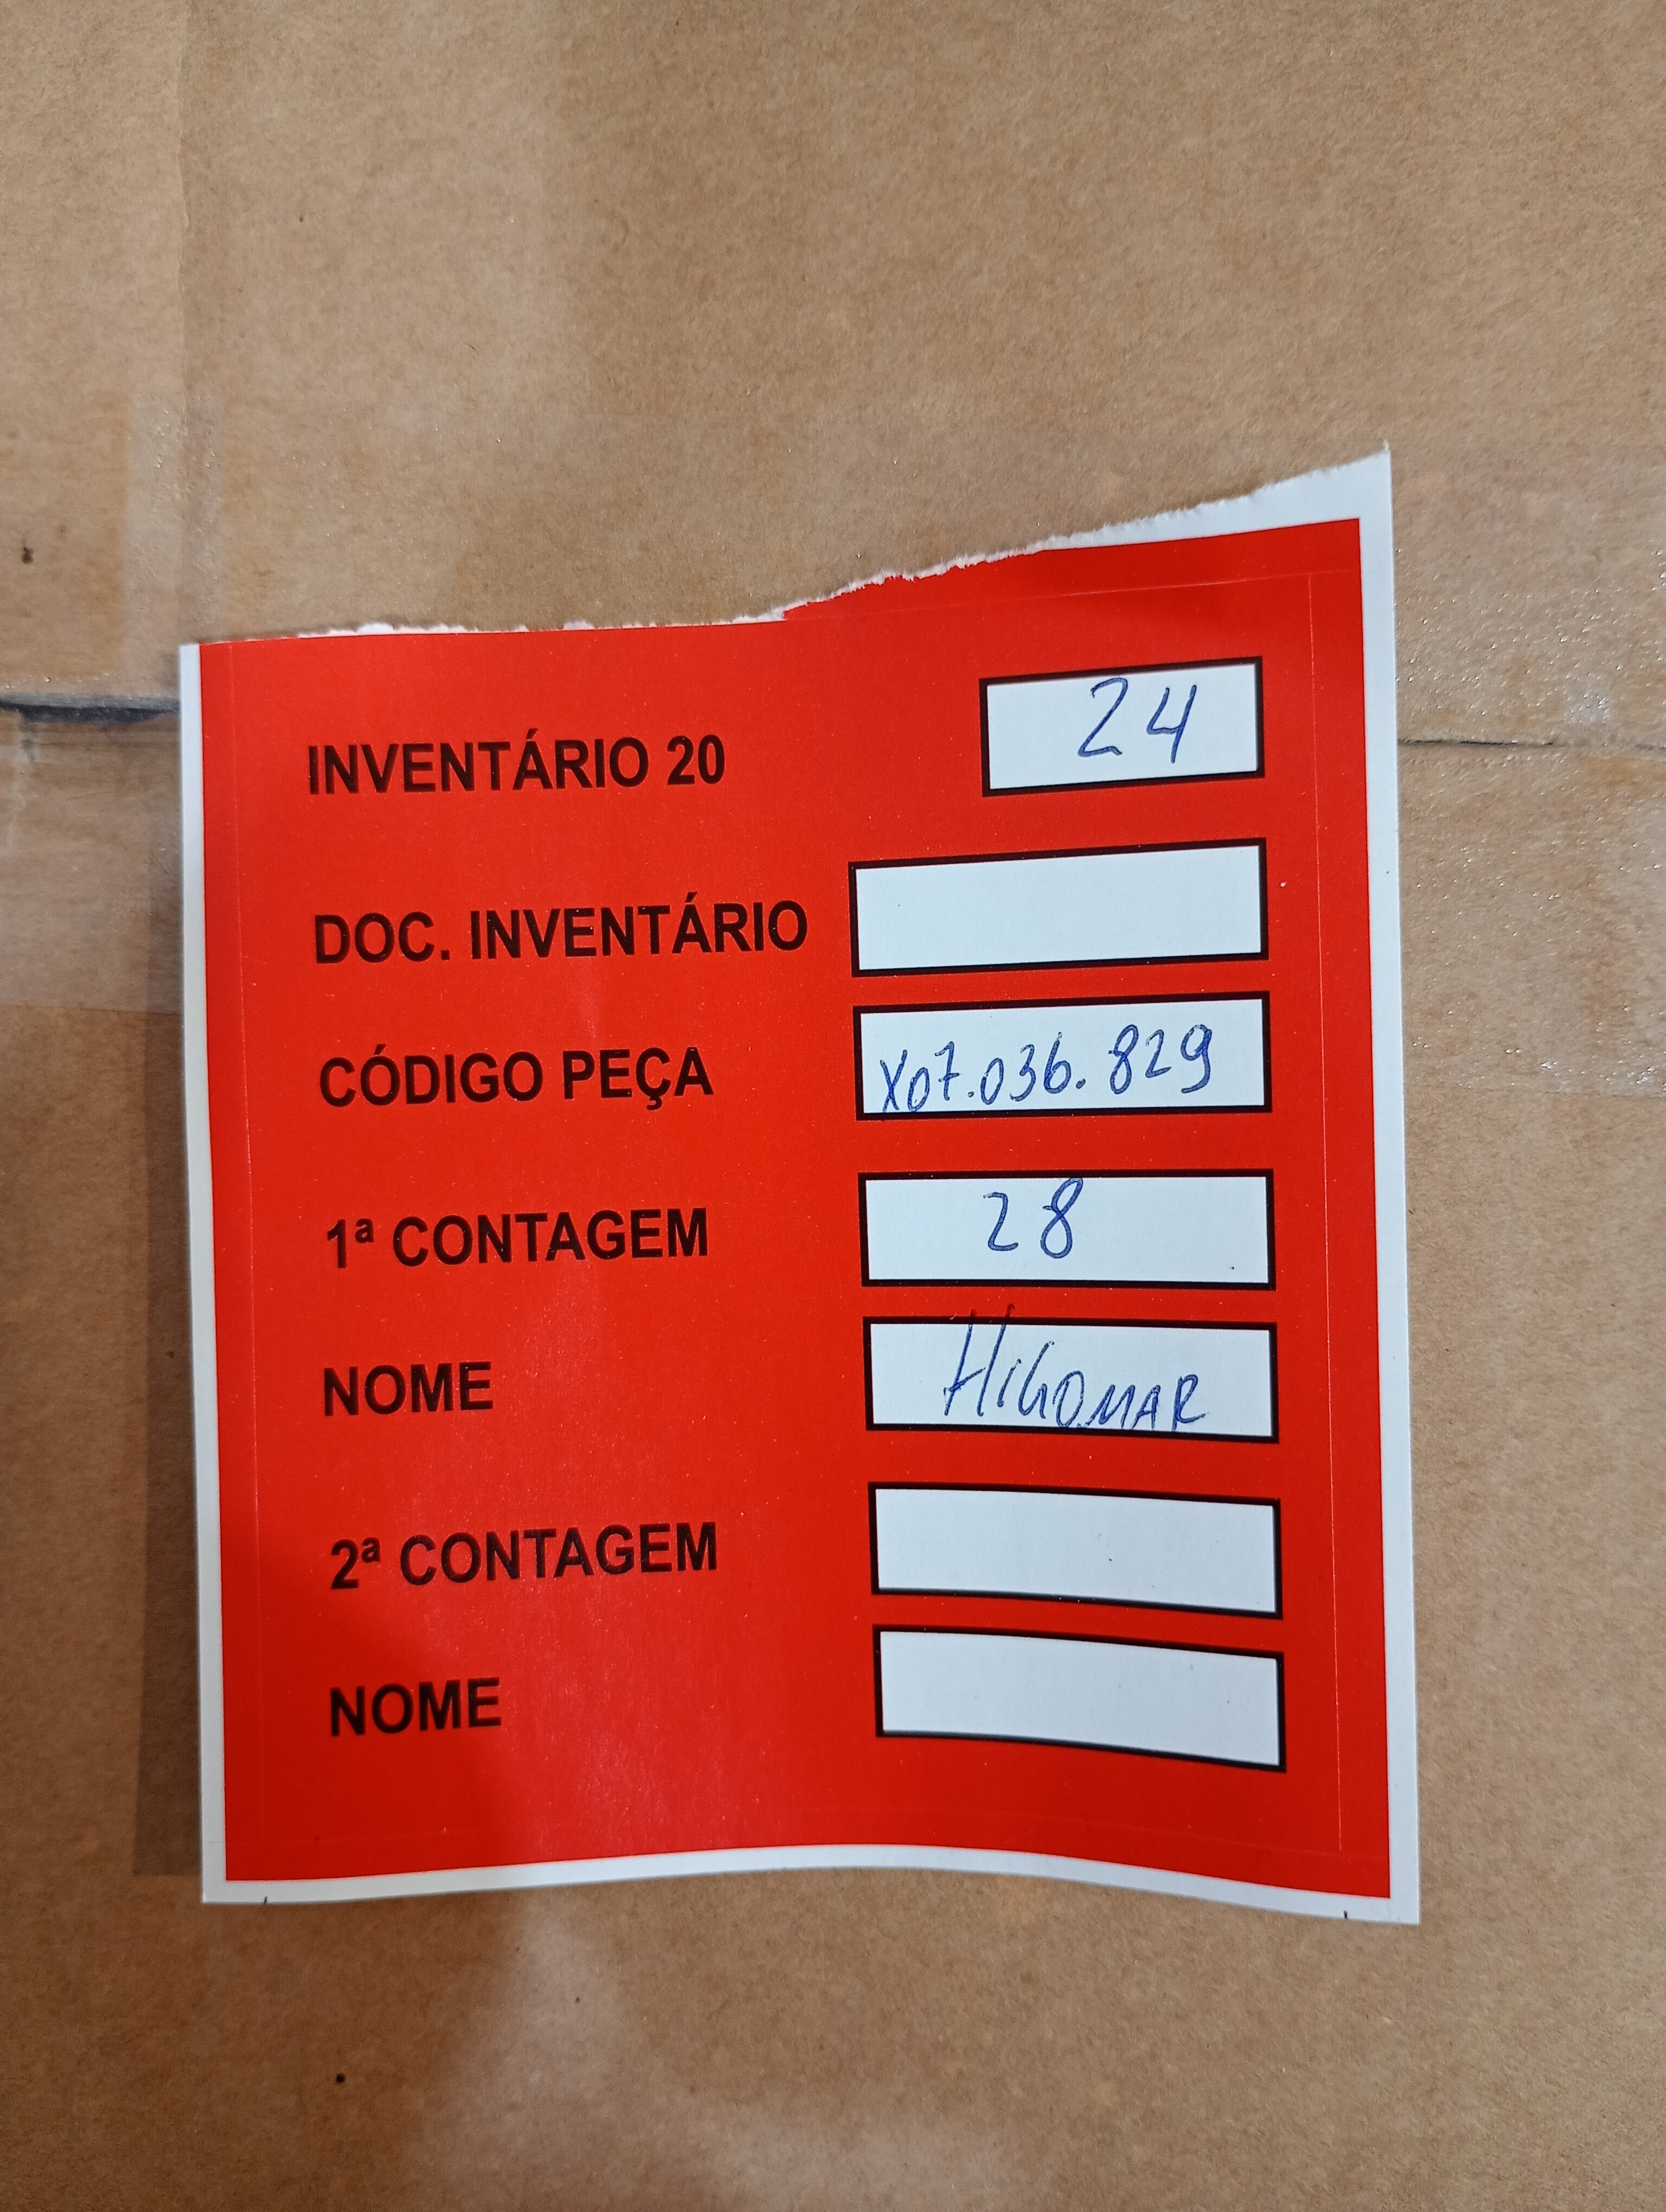 INVENTÁRIO 20 24
DOC. INVENTÁRIO
CÓDIGO PEÇA X07.036.829
1ª CONTAGEM 28
NOME HIGOMAR
2ª CONTAGEM
NOME